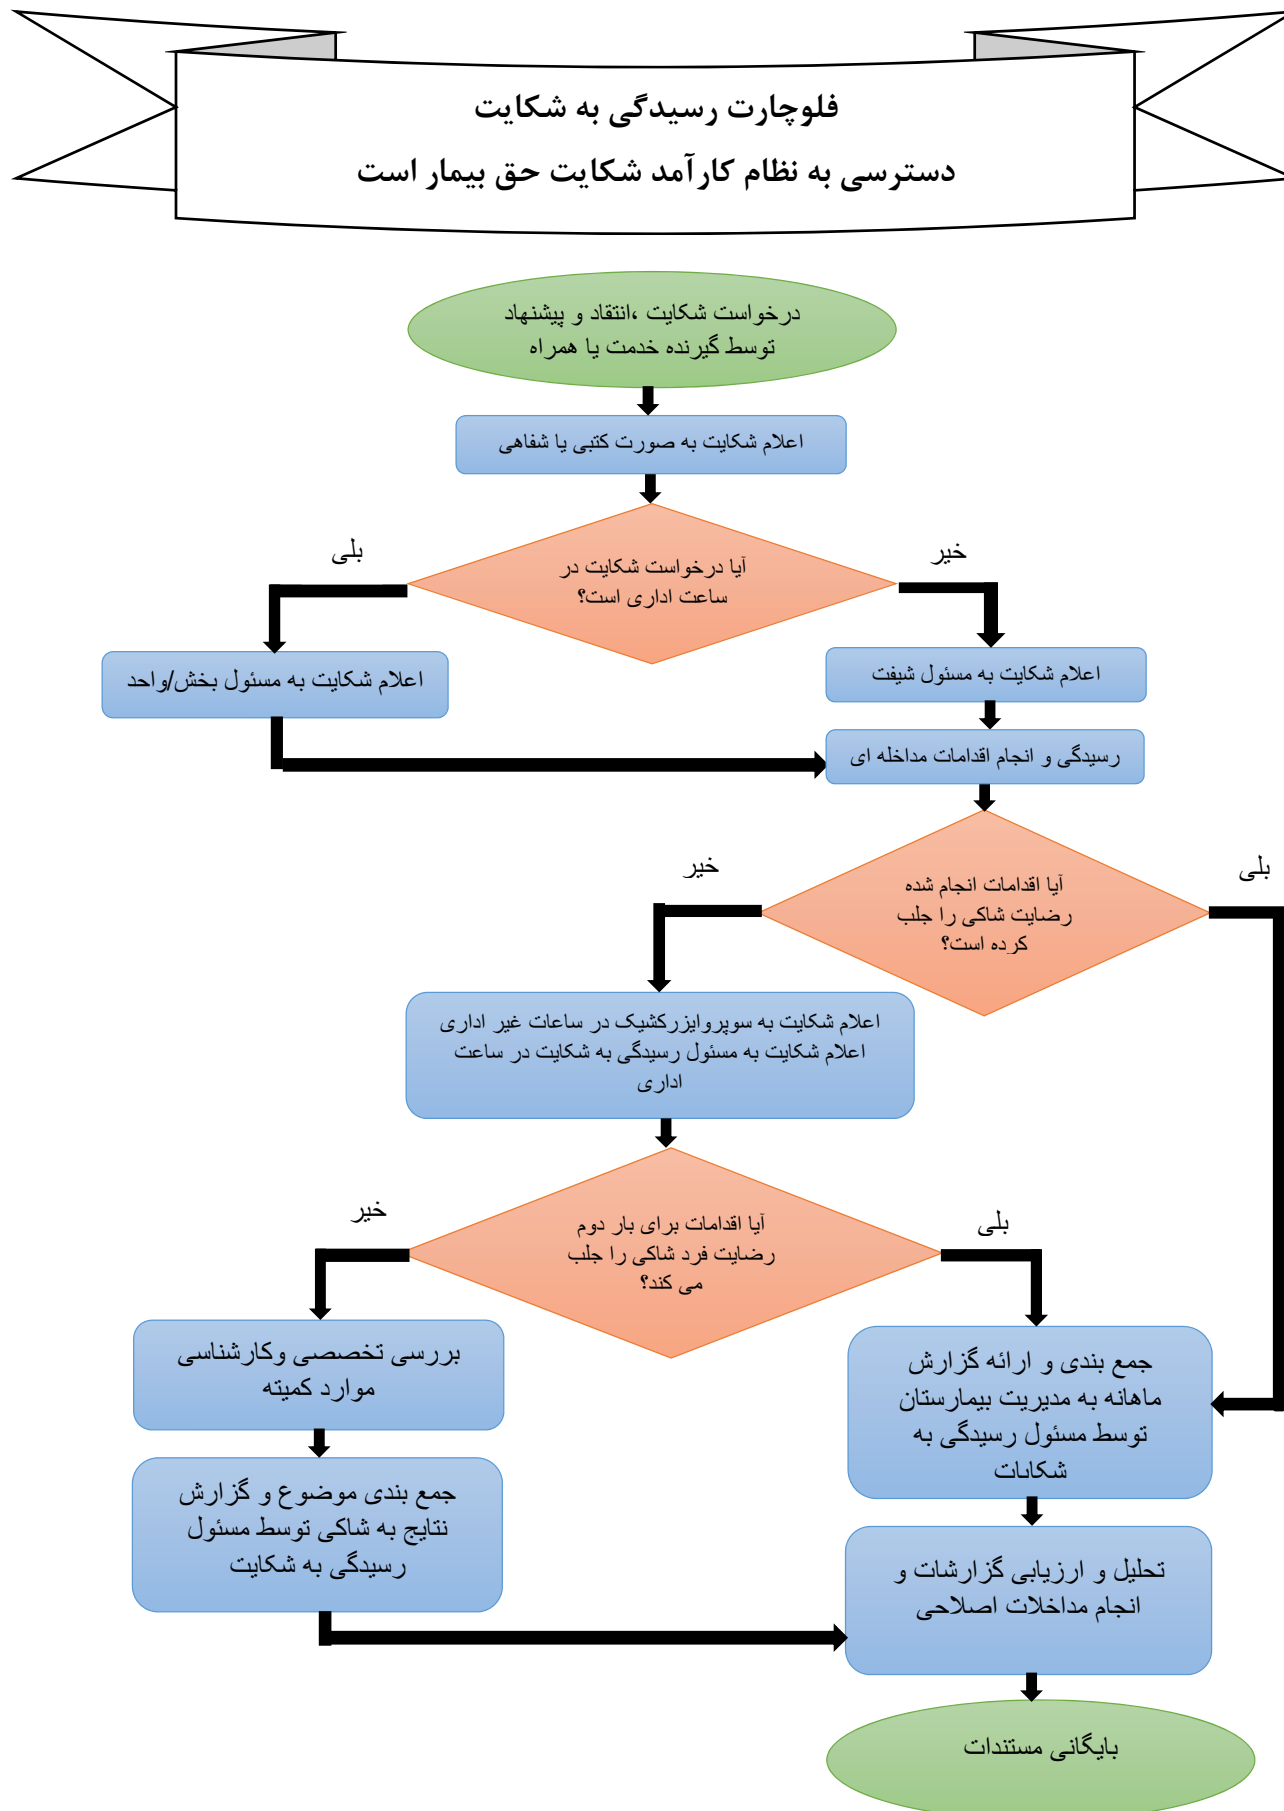 فلوچارت رسیدگی به شکایت
دسترسی به نظام کارآمد شکایت حق بیمار است
درخواست شکایت ،انتقاد و پیشنهاد
توسط گیرنده خدمت یا همراه
اعلام شکایت به صورت کتبی یا شفاهی
آیا درخواست شکایت در
ساعت اداری است؟
خیر
بلی
اعلام شکایت به مسئول شیفت
اعلام شکایت به مسئول بخش/واحد
رسیدگی و انجام اقدامات مداخله ای
آیا اقدامات انجام شده
رضایت شاکی را جلب
کرده است؟
بلی
خیر
اعلام شکایت به سوپروایزرکشیک در ساعات غیر اداری
اعلام شکایت به مسئول رسیدگی به شکایت در ساعت
اداری
آیا اقدامات برای بار دوم
رضایت فرد شاکی را جلب
می کند؟
بلی
خیر
جمع بندی و ارائه گزارش
ماهانه به مدیریت بیمارستان
توسط مسئول رسیدگی به
شکایات
بررسی تخصصی وکارشناسی
موارد کمیته
جمع بندی موضوع و گزارش
نتایج به شاکی توسط مسئول
رسیدگی به شکایت
تحلیل و ارزیابی گزارشات و
انجام مداخلات اصلاحی
بایگانی مستندات